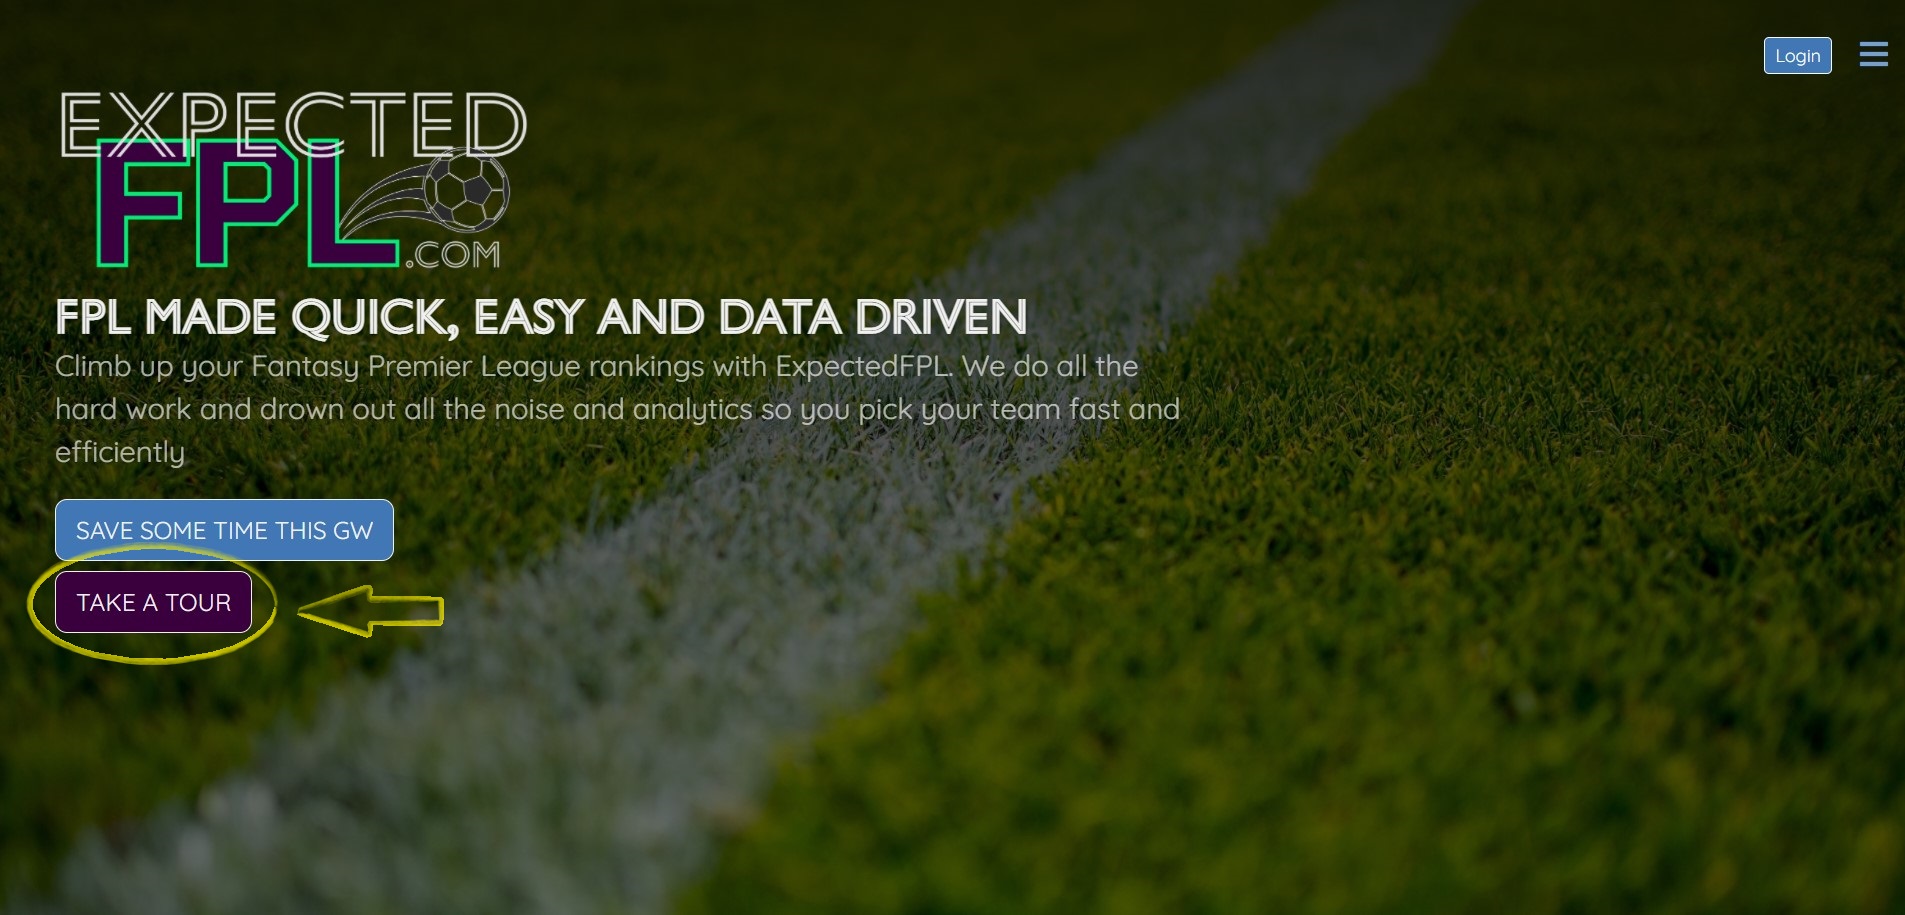 Login
EXPECTED
FPL
.COM
FPL MADE QUICK, EASY AND DATA DRIVEN
Climb up your Fantasy Premier League rankings with ExpectedFPL. We do all the
hard work and drown out all the noise and analytics so you pick your team fast and
efficiently
SAVE SOME TIME THIS GW
TAKE A TOUR